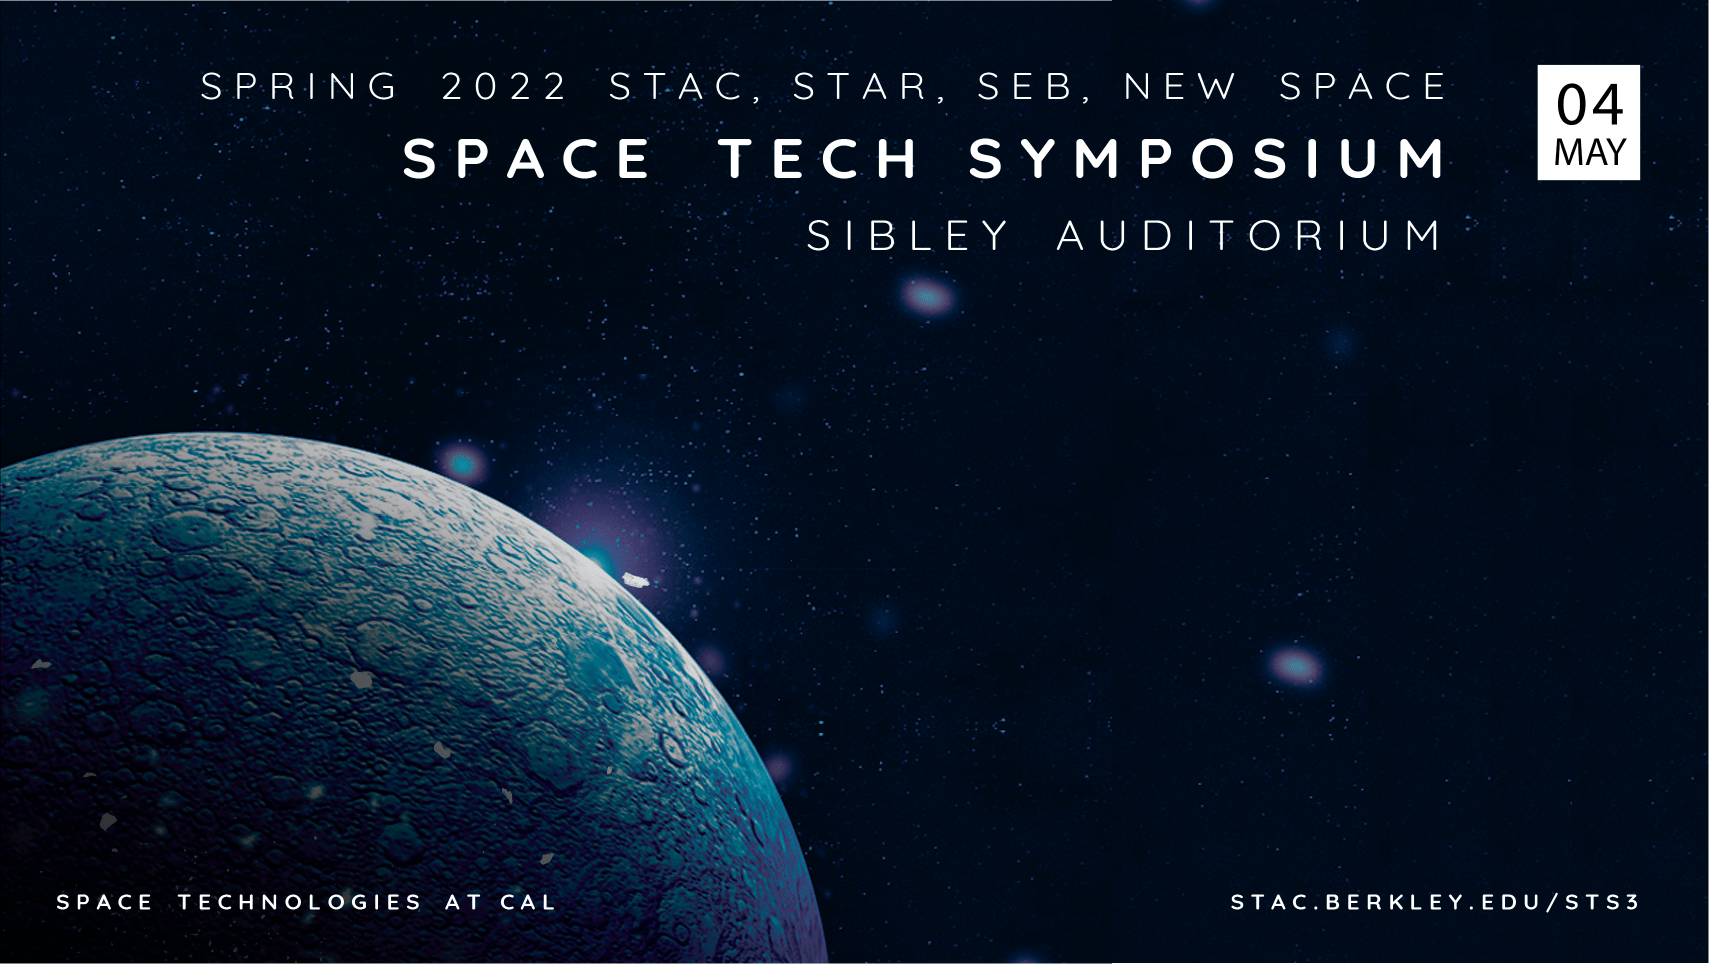 SPRING 2022 STAC, STAR, SEB, NEW SPACE
SPACE TECH SYMPOSIUM
SIBLEY AUDITORIUM
04
MAY
SPACE TECHNOLOGIES AT CAL
STAC.BERKLEY.EDU/STS3